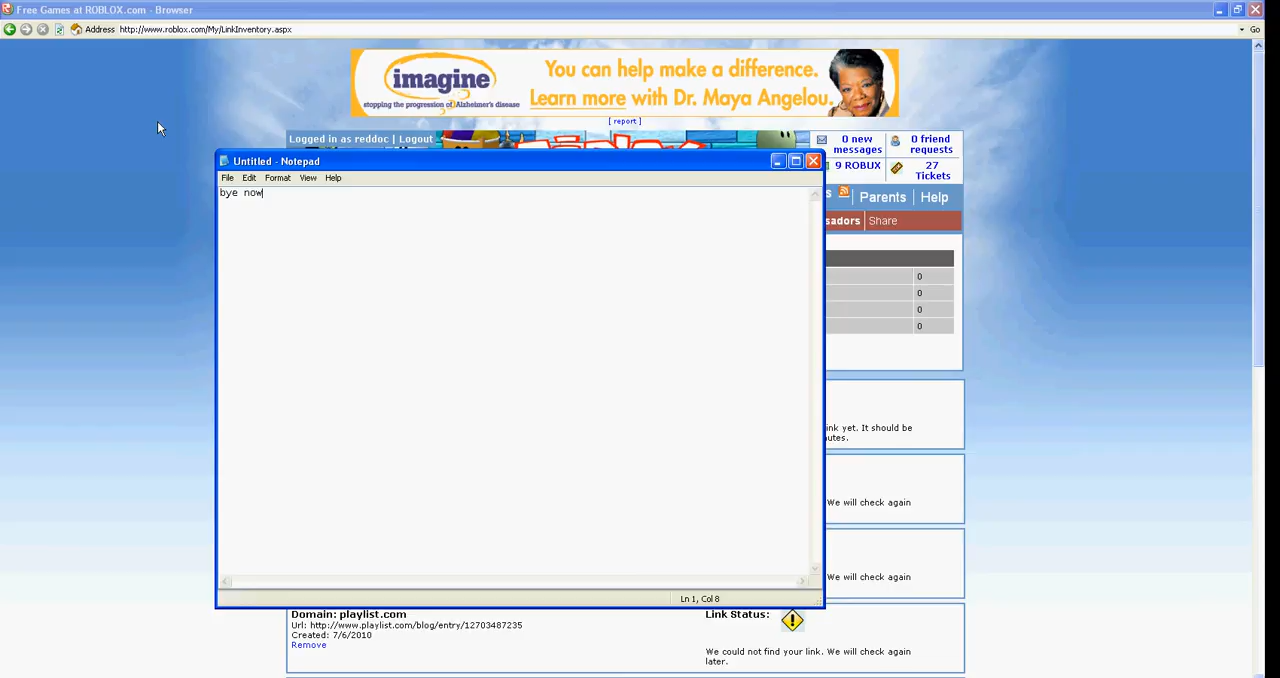 Free Games at ROBLOX.com - Browser
Address http://www.roblox.com/My/LinkInventory.aspx
Go
imagine
stopping the progression of Alzheimer's disease
You can help make a difference.
Learn more with Dr. Maya Angelou.
[ report ]
Logged in as reddoc | Logout
0 new messages
0 friend requests
9 ROBUX
27 Tickets
Untitled - Notepad
File Edit Format View Help
bye now
s
Parents
Help
sadors
Share
0
0
0
0
ink yet. It should be
utes.
We will check again
We will check again
Ln 1, Col 8
Domain: playlist.com
Url: http://www.playlist.com/blog/entry/12703487235
Created: 7/6/2010
Remove
Link Status:
We could not find your link. We will check again
later.